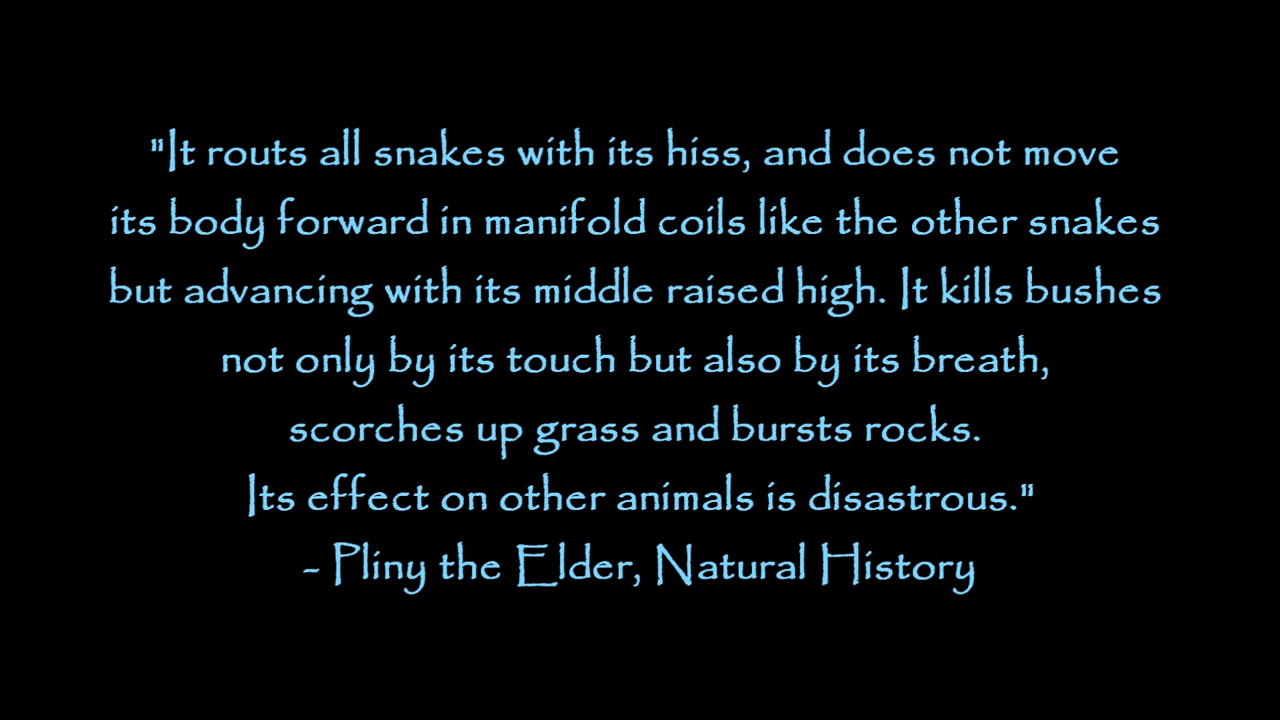 "It routs all snakes with its hiss, and does not move
its body forward in manifold coils like the other snakes
but advancing with its middle raised high. It kills bushes
not only by its touch but also by its breath,
scorches up grass and bursts rocks.
Its effect on other animals is disastrous."
- Pliny the Elder, Natural History